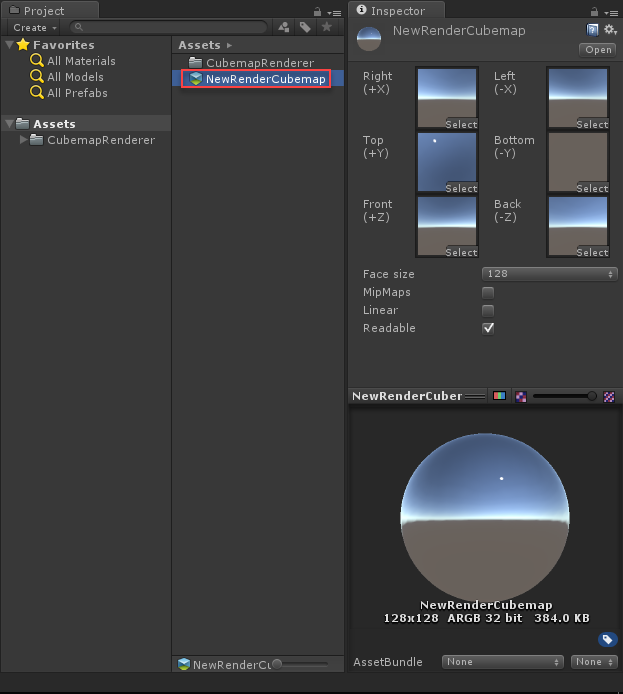 Project
Create
Favorites
All Materials
All Models
All Prefabs
Assets
CubemapRenderer
Assets
CubemapRenderer
NewRenderCubemap
NewRenderCu
Inspector
NewRenderCubemap
Open
Right
(+X)
Select
Left
(-X)
Select
Top
(+Y)
Select
Bottom
(-Y)
Select
Front
(+Z)
Select
Back
(-Z)
Select
Face size 128
MipMaps
Linear
Readable
NewRenderCuber
NewRenderCubemap
128x128 ARGB 32 bit 384.0 KB
AssetBundle None None